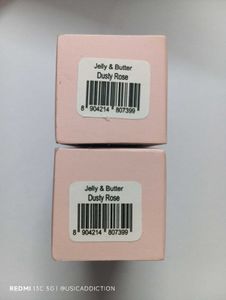 Jelly & Butter
Dusty Rose
8 904214 807399
Jelly & Butter
Dusty Rose
8 904214 807399
REDMI 13C 5G | @USICADDICTION